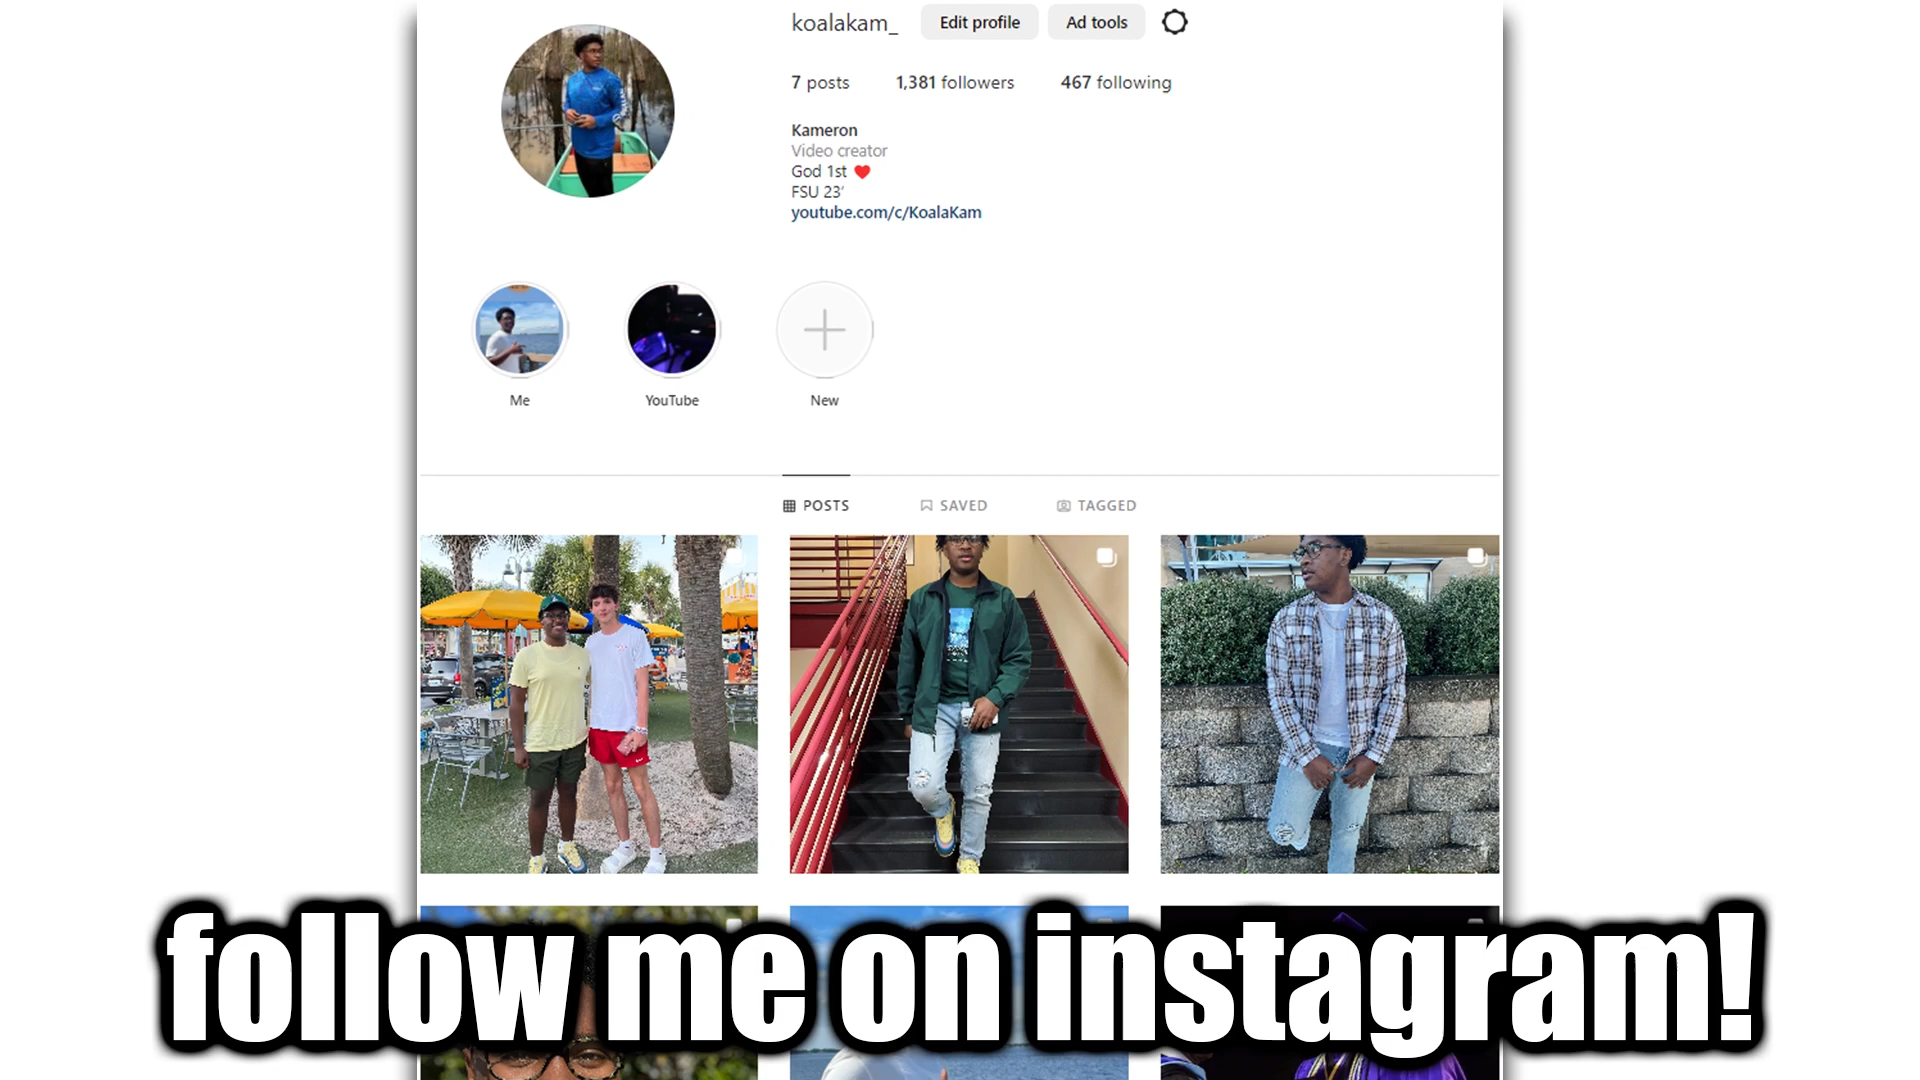 koalakam_ Edit profile Ad tools
7 posts 1,381 followers 467 following
Kameron
Video creator
God 1st ❤️
FSU 23'
youtube.com/c/KoalaKam
Me YouTube New
POSTS SAVED TAGGED
follow me on instagram!